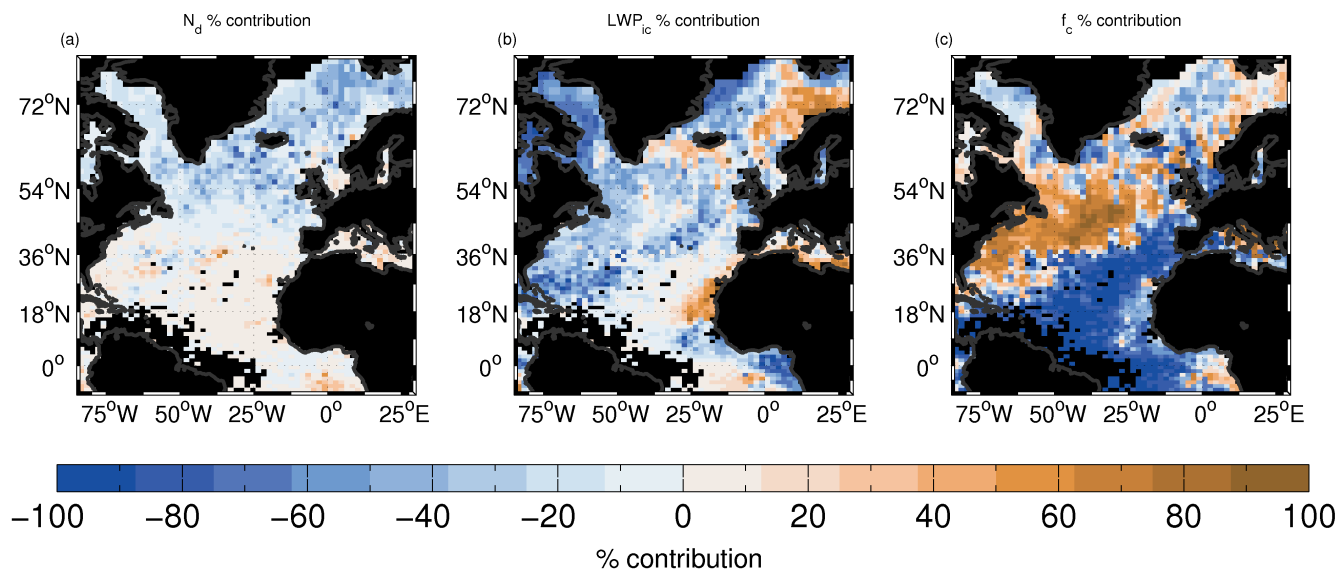 N_d % contribution
LWP_ic % contribution
f_c % contribution
(a)
(b)
(c)
72°N
54°N
36°N
18°N
0°
72°N
54°N
36°N
18°N
0°
72°N
54°N
36°N
18°N
0°
75°W 50°W 25°W 0° 25°E
75°W 50°W 25°W 0° 25°E
75°W 50°W 25°W 0° 25°E
−100 −80 −60 −40 −20 0 20 40 60 80 100
% contribution